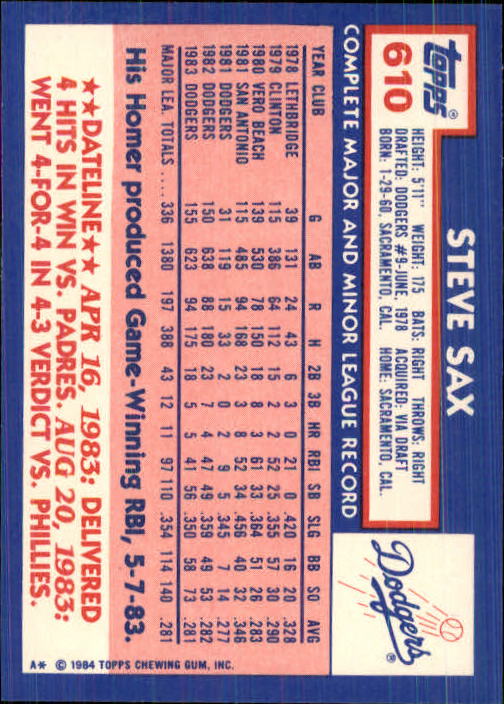 topps®
610
STEVE SAX
HEIGHT: 5'11" WEIGHT: 175 BATS: RIGHT THROWS: RIGHT
DRAFTED: DODGERS #9-JUNE, 1978 ACQUIRED: VIA DRAFT
BORN: 1-29-60, SACRAMENTO, CAL. HOME: SACRAMENTO, CAL.
Dodgers®
COMPLETE MAJOR AND MINOR LEAGUE RECORD
YEAR CLUB G AB R H 2B 3B HR RBI SB SLG BB SO AVG
1978 LETHBRIDGE 39 131 24 43 6 3 0 21 0 .420 16 20 .328
1979 CLINTON 115 386 64 112 15 2 2 52 25 .355 57 30 .290
1980 VERO BEACH 139 530 78 150 18 8 3 61 33 .364 51 26 .283
1981 SAN ANTONIO 115 485 94 168 23 3 8 52 34 .456 40 32 .346
1981 DODGERS 31 119 15 33 2 0 2 9 5 .345 7 14 .277
1982 DODGERS 150 638 88 180 23 7 4 47 49 .359 49 53 .282
1983 DODGERS 155 623 94 175 18 5 5 41 56 .350 58 73 .281
MAJOR LEA. TOTALS .... 336 1380 197 388 43 12 11 97 110 .354 114 140 .281
His Homer produced Game-Winning RBI, 5-7-83.
★★DATELINE★★ APR 16, 1983: DELIVERED
4 HITS IN WIN VS. PADRES. AUG 20, 1983:
WENT 4-FOR-4 IN 4-3 VERDICT VS. PHILLIES.
A* © 1984 TOPPS CHEWING GUM, INC.